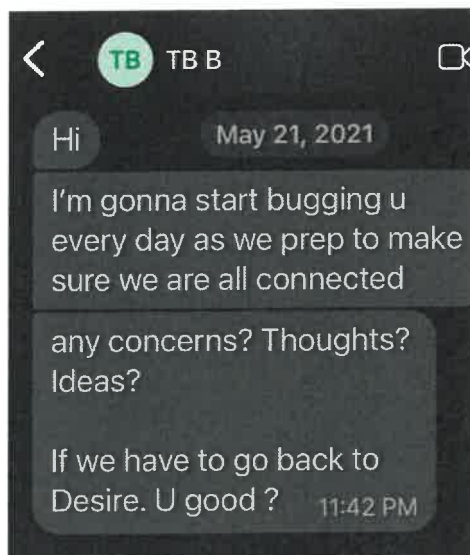 TB TB B
Hi
May 21, 2021
I'm gonna start bugging u
every day as we prep to make
sure we are all connected
any concerns? Thoughts?
Ideas?
If we have to go back to
Desire. U good ? 11:42 PM